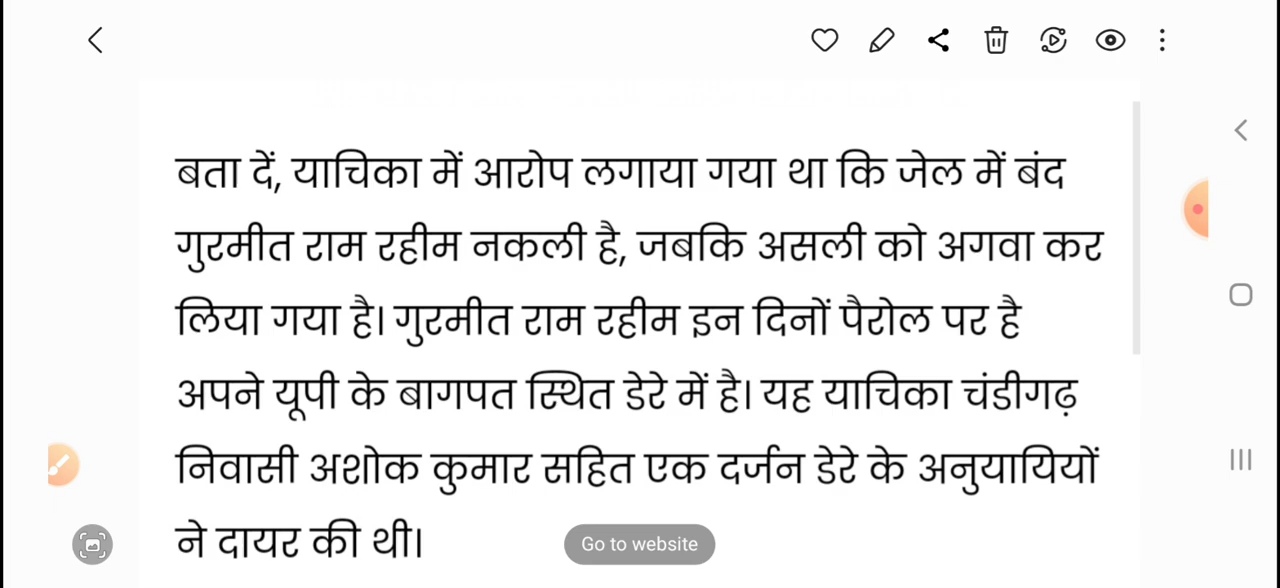 बता दें, याचिका में आरोप लगाया गया था कि जेल में बंद
गुरमीत राम रहीम नकली है, जबकि असली को अगवा कर
लिया गया है। गुरमीत राम रहीम इन दिनों पैरोल पर है
अपने यूपी के बागपत स्थित डेरे में है। यह याचिका चंडीगढ़
निवासी अशोक कुमार सहित एक दर्जन डेरे के अनुयायियों
ने दायर की थी।
Go to website